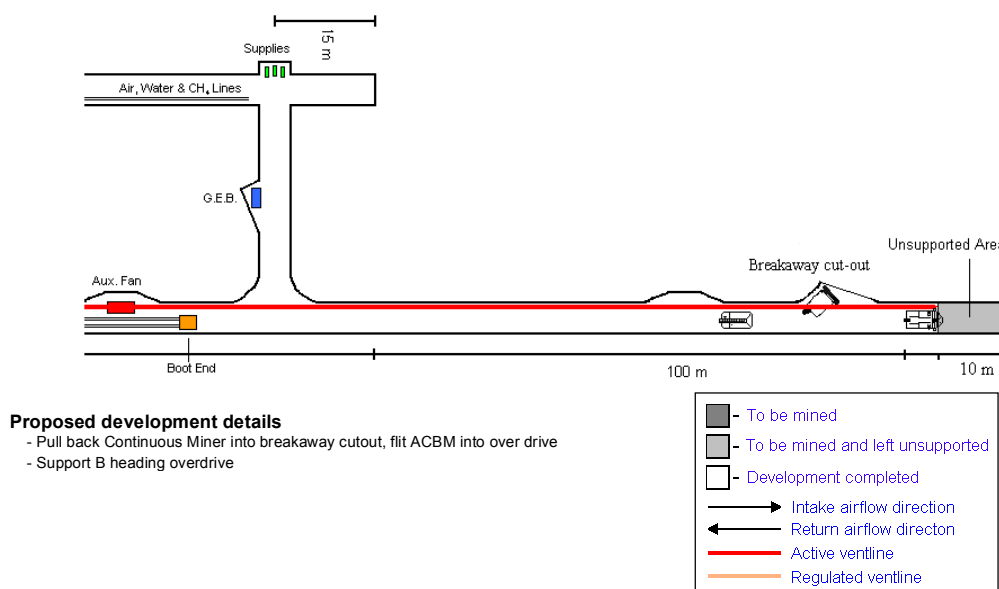 15 m
Supplies
Air, Water & CH₄ Lines
G.E.B.
Unsupported Area
Breakaway cut-out
Aux. Fan
Boot End
100 m
10 m
Proposed development details
- Pull back Continuous Miner into breakaway cutout, flit ACBM into over drive
- Support B heading overdrive
- To be mined
- To be mined and left unsupported
- Development completed
Intake airflow direction
Return airflow directon
Active ventline
Regulated ventline